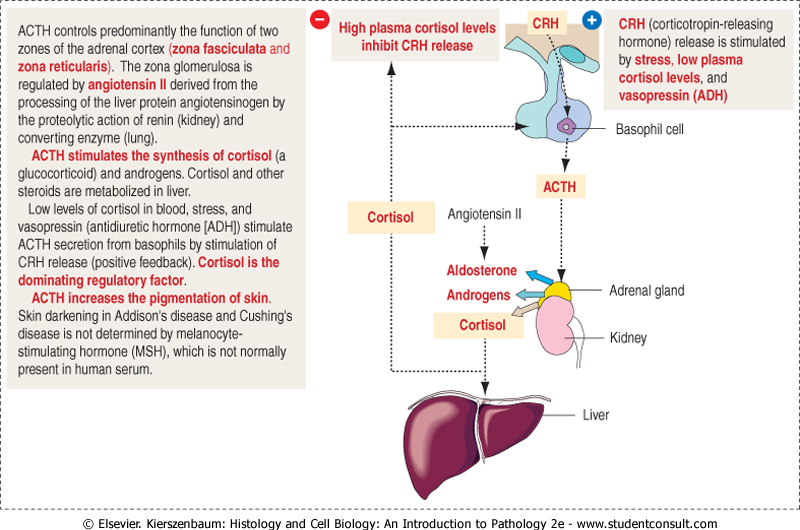 ACTH controls predominantly the function of two
zones of the adrenal cortex (zona fasciculata and
zona reticularis). The zona glomerulosa is
regulated by angiotensin II derived from the
processing of the liver protein angiotensinogen by
the proteolytic action of renin (kidney) and
converting enzyme (lung).
ACTH stimulates the synthesis of cortisol (a
glucocorticoid) and androgens. Cortisol and other
steroids are metabolized in liver.
Low levels of cortisol in blood, stress, and
vasopressin (antidiuretic hormone [ADH]) stimulate
ACTH secretion from basophils by stimulation of
CRH release (positive feedback). Cortisol is the
dominating regulatory factor.
ACTH increases the pigmentation of skin.
Skin darkening in Addison's disease and Cushing's
disease is not determined by melanocyte-
stimulating hormone (MSH), which is not normally
present in human serum.
High plasma cortisol levels
inhibit CRH release
CRH
CRH (corticotropin-releasing
hormone) release is stimulated
by stress, low plasma
cortisol levels, and
vasopressin (ADH)
Basophil cell
ACTH
Cortisol
Angiotensin II
Aldosterone
Androgens
Cortisol
Adrenal gland
Kidney
Liver
© Elsevier. Kierszenbaum: Histology and Cell Biology: An Introduction to Pathology 2e - www.studentconsult.com